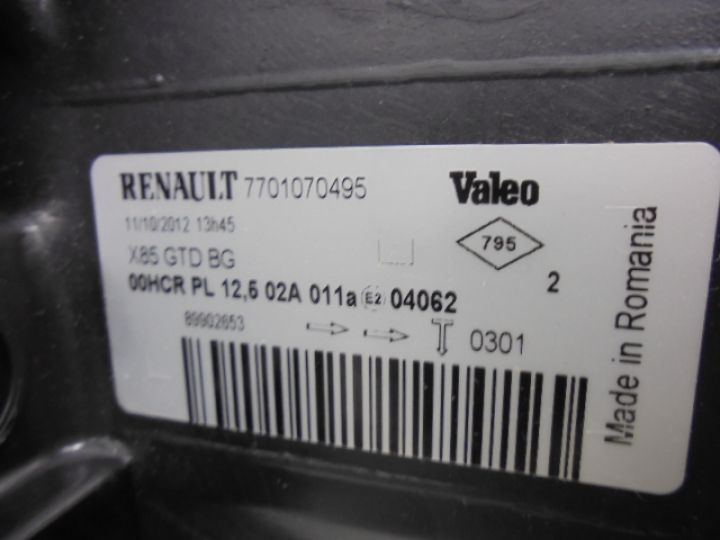 RENAULT 7701070495 Valeo
11/10/2012 13h45
795
X85 GTD BG
2
00HCR PL 12,5 02A 011a E2 04062
89902653
0301
Made in Romania